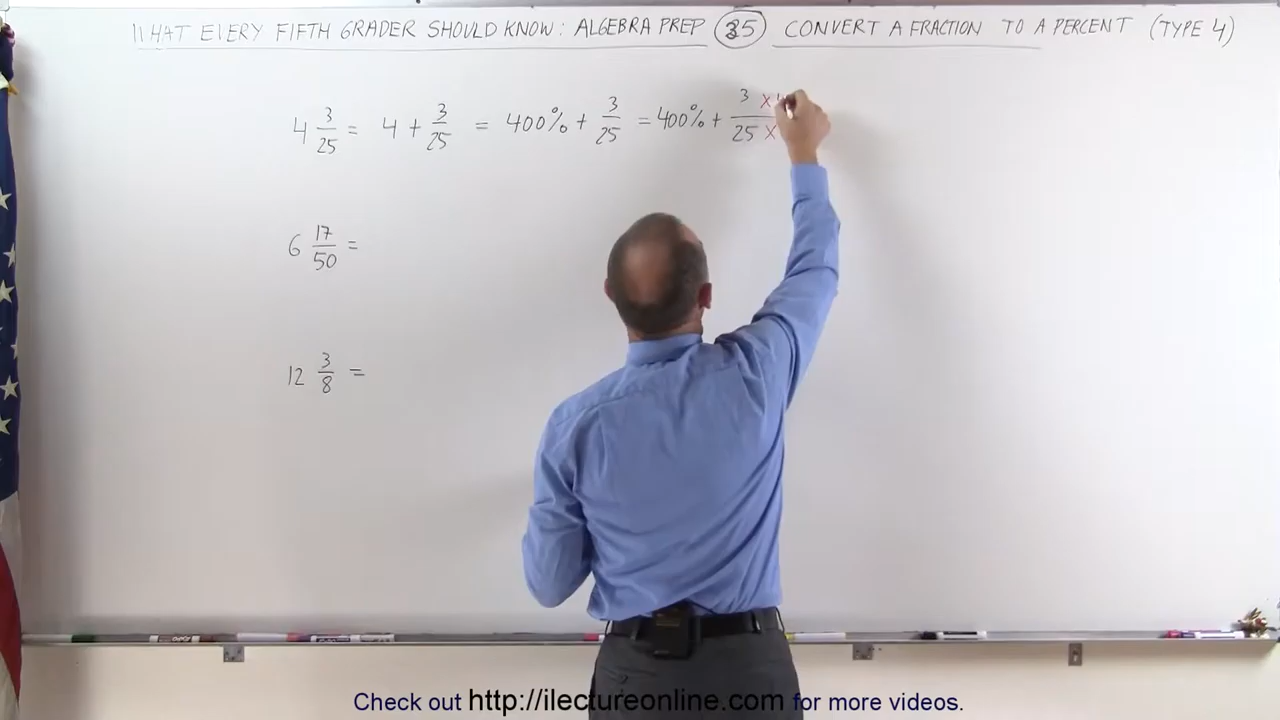 WHAT EVERY FIFTH GRADER SHOULD KNOW: ALGEBRA PREP 35 CONVERT A FRACTION TO A PERCENT (TYPE 4)
4 3/25 = 4 + 3/25 = 400% + 3/25 = 400% + 3 x 4/25 x
6 17/50 =
12 3/8 =
Check out http://ilectureonline.com for more videos.